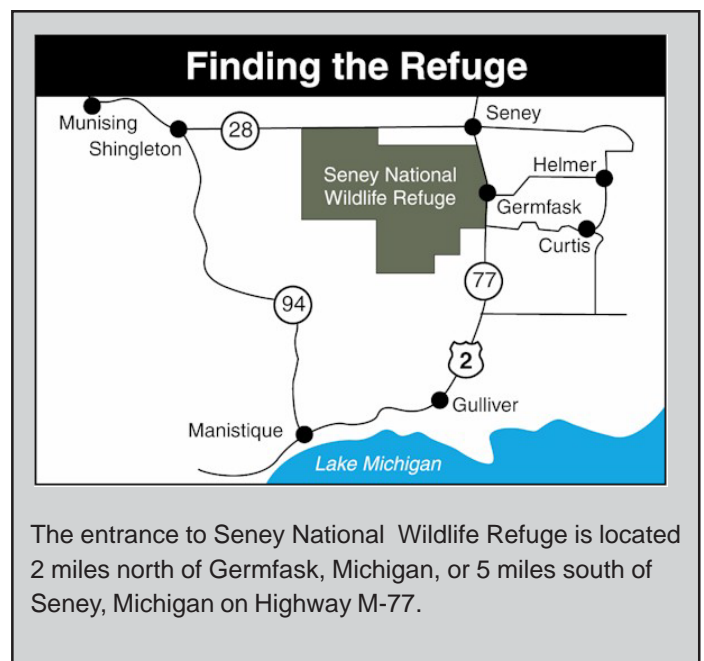 Finding the Refuge
Munising
Shingleton
28
Seney
Seney National
Wildlife Refuge
Helmer
Germfask
Curtis
77
94
2
Gulliver
Manistique
Lake Michigan
The entrance to Seney National Wildlife Refuge is located
2 miles north of Germfask, Michigan, or 5 miles south of
Seney, Michigan on Highway M-77.